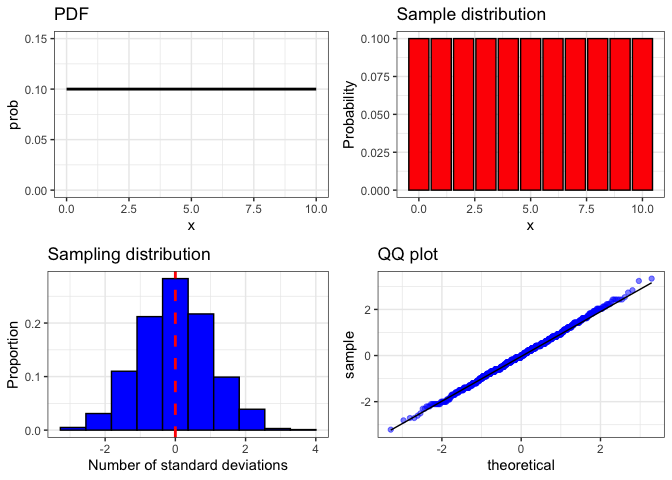 PDF
0.15
0.10
0.05
0.00
prob
0.0
2.5
5.0
7.5
10.0
x
Sample distribution
0.100
0.075
0.050
0.025
0.000
Probability
0.0
2.5
5.0
7.5
10.0
x
Sampling distribution
0.2
0.1
0.0
Proportion
-2
0
2
4
Number of standard deviations
QQ plot
2
0
-2
sample
-2
0
2
theoretical